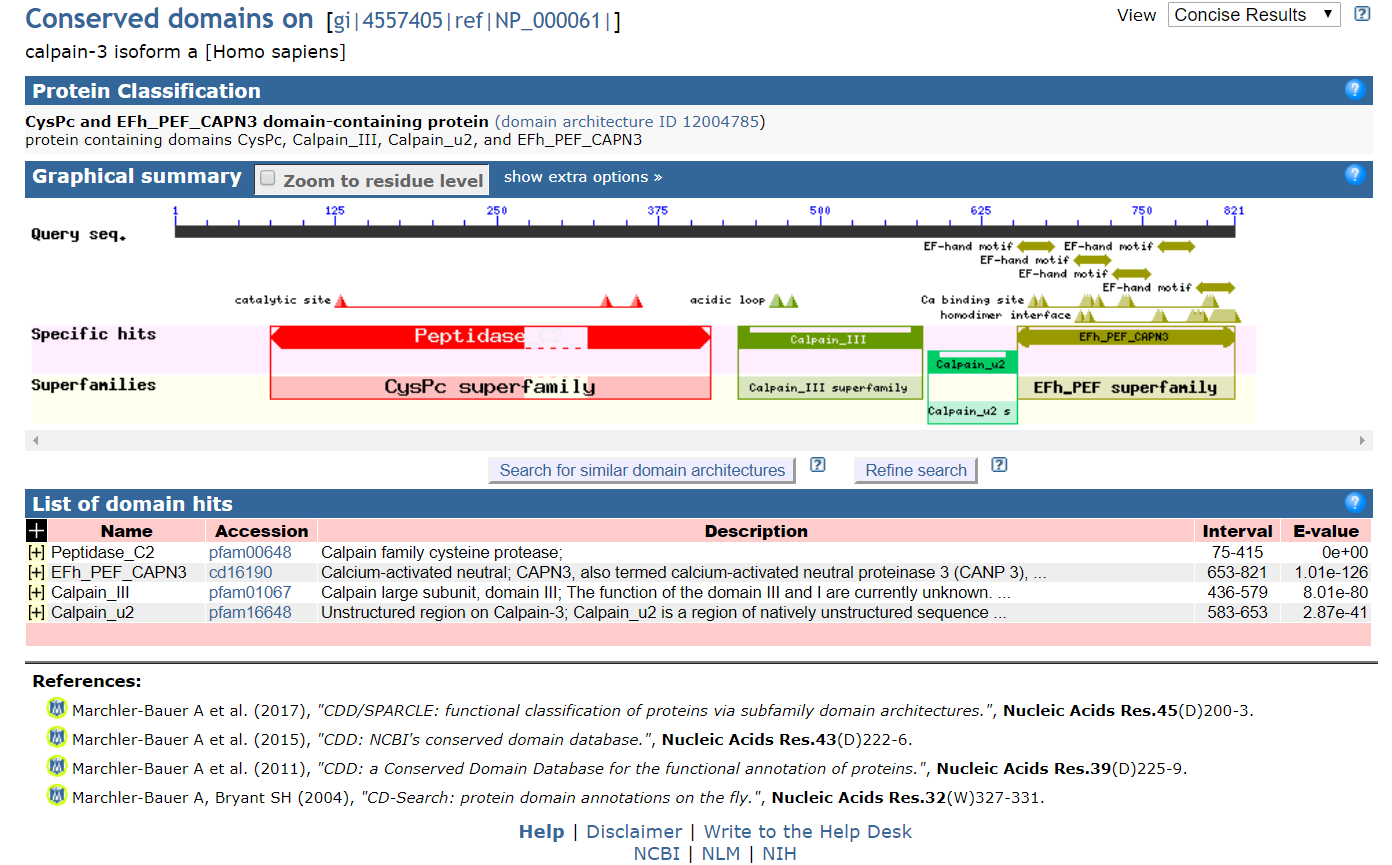 Conserved domains on [gi|4557405|ref|NP_000061|]
View Concise Results ▼ ?
calpain-3 isoform a [Homo sapiens]
Protein Classification ?
CysPc and EFh_PEF_CAPN3 domain-containing protein (domain architecture ID 12004785)
protein containing domains CysPc, Calpain_III, Calpain_u2, and EFh_PEF_CAPN3
Graphical summary Zoom to residue level show extra options » ?
1 125 250 375 500 625 750 821
Query seq.
EF-hand motif EF-hand motif
EF-hand motif
EF-hand motif
EF-hand motif
catalytic site acidic loop Ca binding site
homodimer interface
Specific hits Peptidase_C2 Calpain_III EFh_PEF_CAPN3
Calpain_u2
Superfamilies CysPc superfamily Calpain_III superfamily EFh_PEF superfamily
Calpain_u2 s
Search for similar domain architectures ? Refine search ?
List of domain hits ?
+ Name Accession Description Interval E-value
[+] Peptidase_C2 pfam00648 Calpain family cysteine protease; 75-415 0e+00
[+] EFh_PEF_CAPN3 cd16190 Calcium-activated neutral; CAPN3, also termed calcium-activated neutral proteinase 3 (CANP 3), ... 653-821 1.01e-126
[+] Calpain_III pfam01067 Calpain large subunit, domain III; The function of the domain III and I are currently unknown. ... 436-579 8.01e-80
[+] Calpain_u2 pfam16648 Unstructured region on Calpain-3; Calpain_u2 is a region of natively unstructured sequence ... 583-653 2.87e-41
References:
Marchler-Bauer A et al. (2017), "CDD/SPARCLE: functional classification of proteins via subfamily domain architectures.", Nucleic Acids Res.45(D)200-3.
Marchler-Bauer A et al. (2015), "CDD: NCBI's conserved domain database.", Nucleic Acids Res.43(D)222-6.
Marchler-Bauer A et al. (2011), "CDD: a Conserved Domain Database for the functional annotation of proteins.", Nucleic Acids Res.39(D)225-9.
Marchler-Bauer A, Bryant SH (2004), "CD-Search: protein domain annotations on the fly.", Nucleic Acids Res.32(W)327-331.
Help | Disclaimer | Write to the Help Desk
NCBI | NLM | NIH